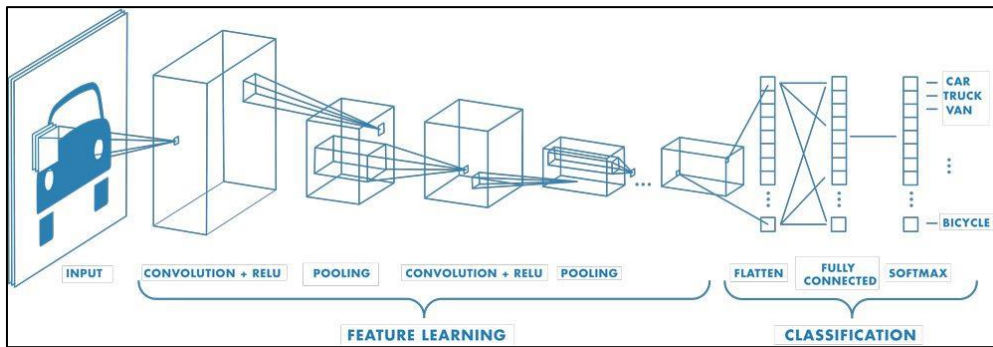 CAR
TRUCK
VAN
BICYCLE
INPUT
CONVOLUTION + RELU
POOLING
CONVOLUTION + RELU
POOLING
FLATTEN
FULLY
CONNECTED
SOFTMAX
FEATURE LEARNING
CLASSIFICATION